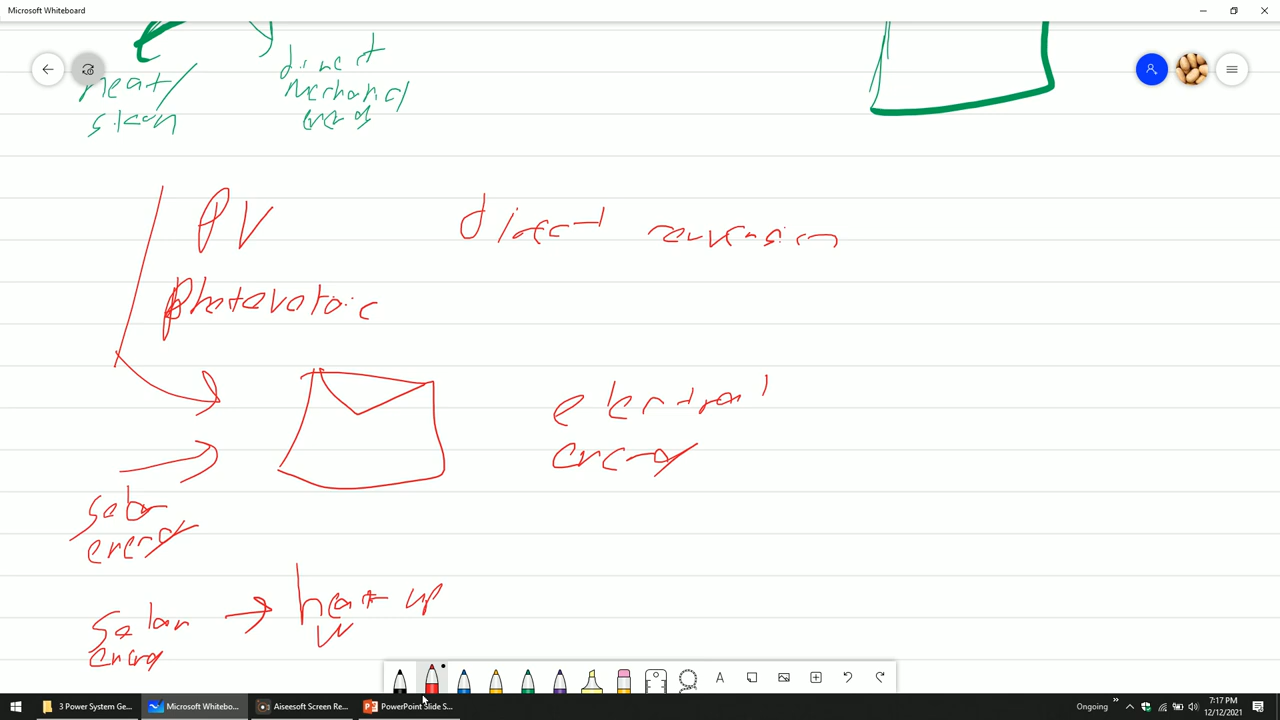 Microsoft Whiteboard
heat/
steam
direct
mechanical
energy
PV
direct conversion
photovoltaic
electrical
energy
solar
energy
solar → heat up
energy
W
A
3 Power System Ge...
Microsoft Whitebo...
Aiseesoft Screen Re...
PowerPoint Slide S...
Ongoing
7:17 PM
12/12/2021